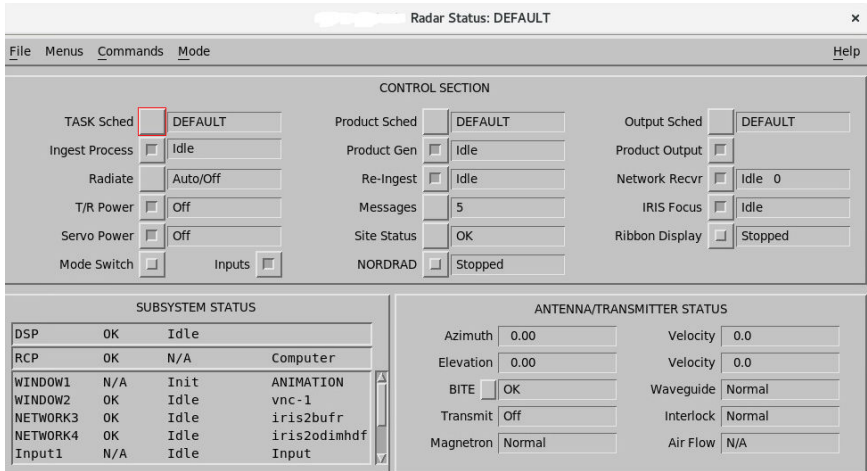 Radar Status: DEFAULT ×
File Menus Commands Mode Help
CONTROL SECTION
TASK Sched DEFAULT Product Sched DEFAULT Output Sched DEFAULT
Ingest Process Idle Product Gen Idle Product Output
Radiate Auto/Off Re-Ingest Idle Network Recvr Idle 0
T/R Power Off Messages 5 IRIS Focus Idle
Servo Power Off Site Status OK Ribbon Display Stopped
Mode Switch Inputs NORDRAD Stopped
SUBSYSTEM STATUS
DSP OK Idle
RCP OK N/A Computer
WINDOW1 N/A Init ANIMATION
WINDOW2 OK Idle vnc-1
NETWORK3 OK Idle iris2bufr
NETWORK4 OK Idle iris2odimhdf
Input1 N/A Idle Input
ANTENNA/TRANSMITTER STATUS
Azimuth 0.00 Velocity 0.0
Elevation 0.00 Velocity 0.0
BITE OK Waveguide Normal
Transmit Off Interlock Normal
Magnetron Normal Air Flow N/A